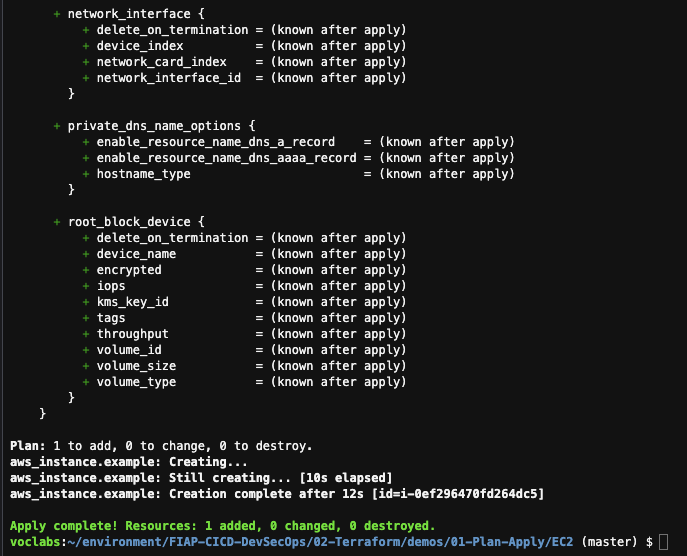 + network_interface {
+ delete_on_termination = (known after apply)
+ device_index          = (known after apply)
+ network_card_index    = (known after apply)
+ network_interface_id  = (known after apply)
}
+ private_dns_name_options {
+ enable_resource_name_dns_a_record    = (known after apply)
+ enable_resource_name_dns_aaaa_record = (known after apply)
+ hostname_type                        = (known after apply)
}
+ root_block_device {
+ delete_on_termination = (known after apply)
+ device_name           = (known after apply)
+ encrypted             = (known after apply)
+ iops                  = (known after apply)
+ kms_key_id            = (known after apply)
+ tags                  = (known after apply)
+ throughput            = (known after apply)
+ volume_id             = (known after apply)
+ volume_size           = (known after apply)
+ volume_type           = (known after apply)
}
}
Plan: 1 to add, 0 to change, 0 to destroy.
aws_instance.example: Creating...
aws_instance.example: Still creating... [10s elapsed]
aws_instance.example: Creation complete after 12s [id=i-0ef296470fd264dc5]
Apply complete! Resources: 1 added, 0 changed, 0 destroyed.
voclabs:~/environment/FIAP-CICD-DevSecOps/02-Terraform/demos/01-Plan-Apply/EC2 (master) $